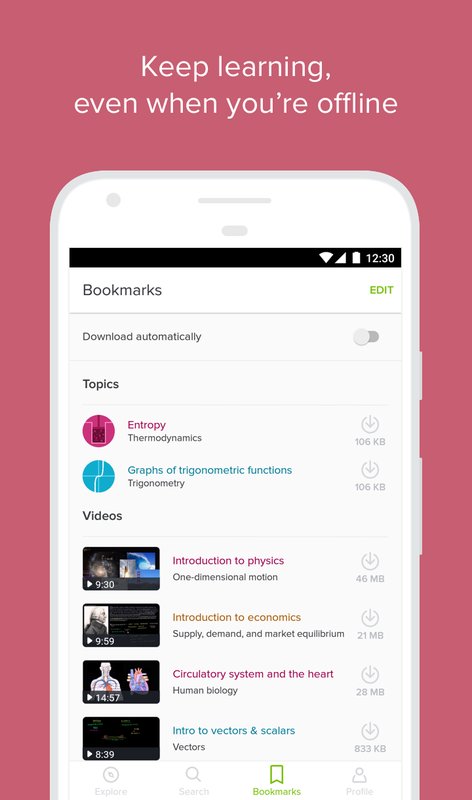 Keep learning,
even when you’re offline
12:30
Bookmarks
EDIT
Download automatically
Topics
Entropy
Thermodynamics
106 KB
Graphs of trigonometric functions
Trigonometry
106 KB
Videos
9:30
Introduction to physics
One-dimensional motion
46 MB
9:59
Introduction to economics
Supply, demand, and market equilibrium
21 MB
14:57
Circulatory system and the heart
Human biology
28 MB
8:39
Intro to vectors & scalars
Vectors
833 KB
Explore
Search
Bookmarks
Profile